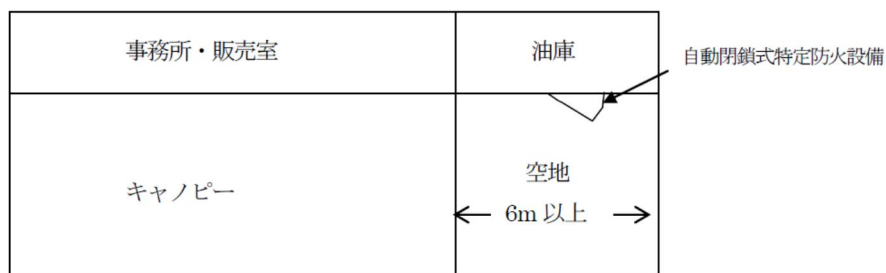 事務所・販売室
油庫
自動閉鎖式特定防火設備
キャノピー
空地
6m 以上